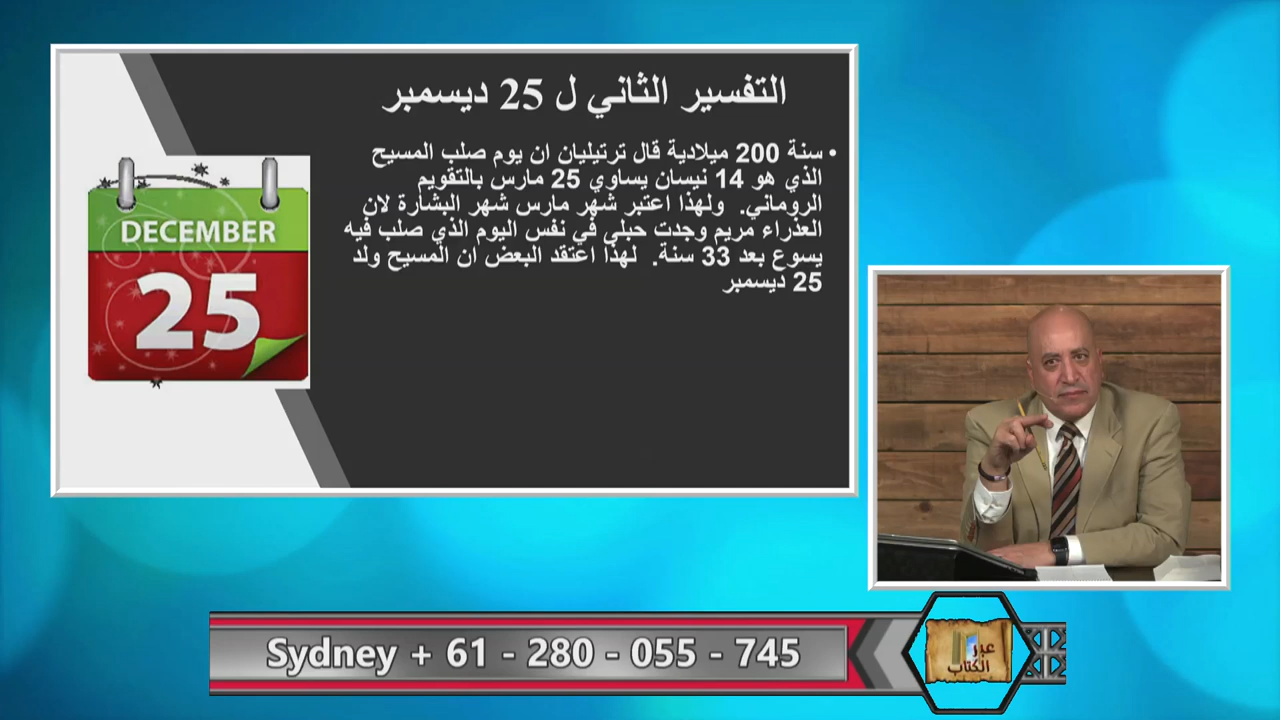 التفسير الثاني ل 25 ديسمبر
• سنة 200 ميلادية قال ترتيليان ان يوم صلب المسيح
الذي هو 14 نيسان يساوي 25 مارس بالتقويم
الروماني. ولهذا اعتبر شهر مارس شهر البشارة لان
العذراء مريم وجدت حبلى في نفس اليوم الذي صلب فيه
يسوع بعد 33 سنة. لهذا اعتقد البعض ان المسيح ولد
25 ديسمبر
DECEMBER
25
Sydney + 61 - 280 - 055 - 745
عبر
الكتاب